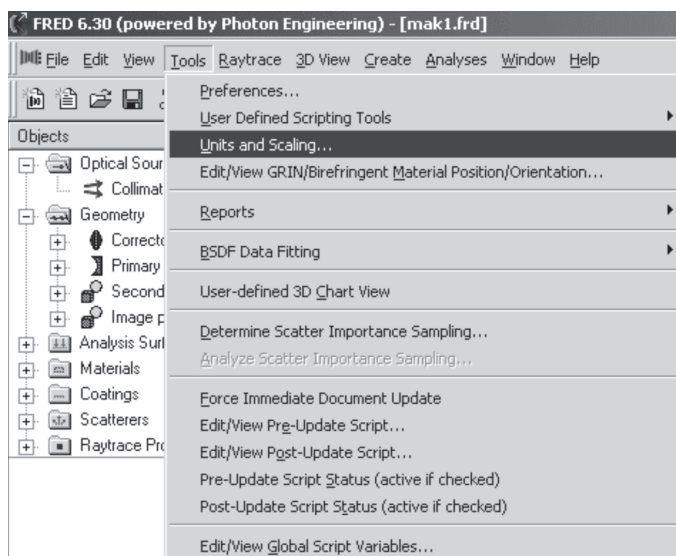 FRED 6.30 (powered by Photon Engineering) - [mak1.frd]
File Edit View Tools Raytrace 3D View Create Analyses Window Help
Objects
Optical Sour
Collimat
Geometry
Correcto
Primary
Second
Image p
Analysis Surf
Materials
Coatings
Scatterers
Raytrace Pro
Preferences...
User Defined Scripting Tools
Units and Scaling...
Edit/View GRIN/Birefringent Material Position/Orientation...
Reports
BSDF Data Fitting
User-defined 3D Chart View
Determine Scatter Importance Sampling...
Analyze Scatter Importance Sampling...
Force Immediate Document Update
Edit/View Pre-Update Script...
Edit/View Post-Update Script...
Pre-Update Script Status (active if checked)
Post-Update Script Status (active if checked)
Edit/View Global Script Variables...